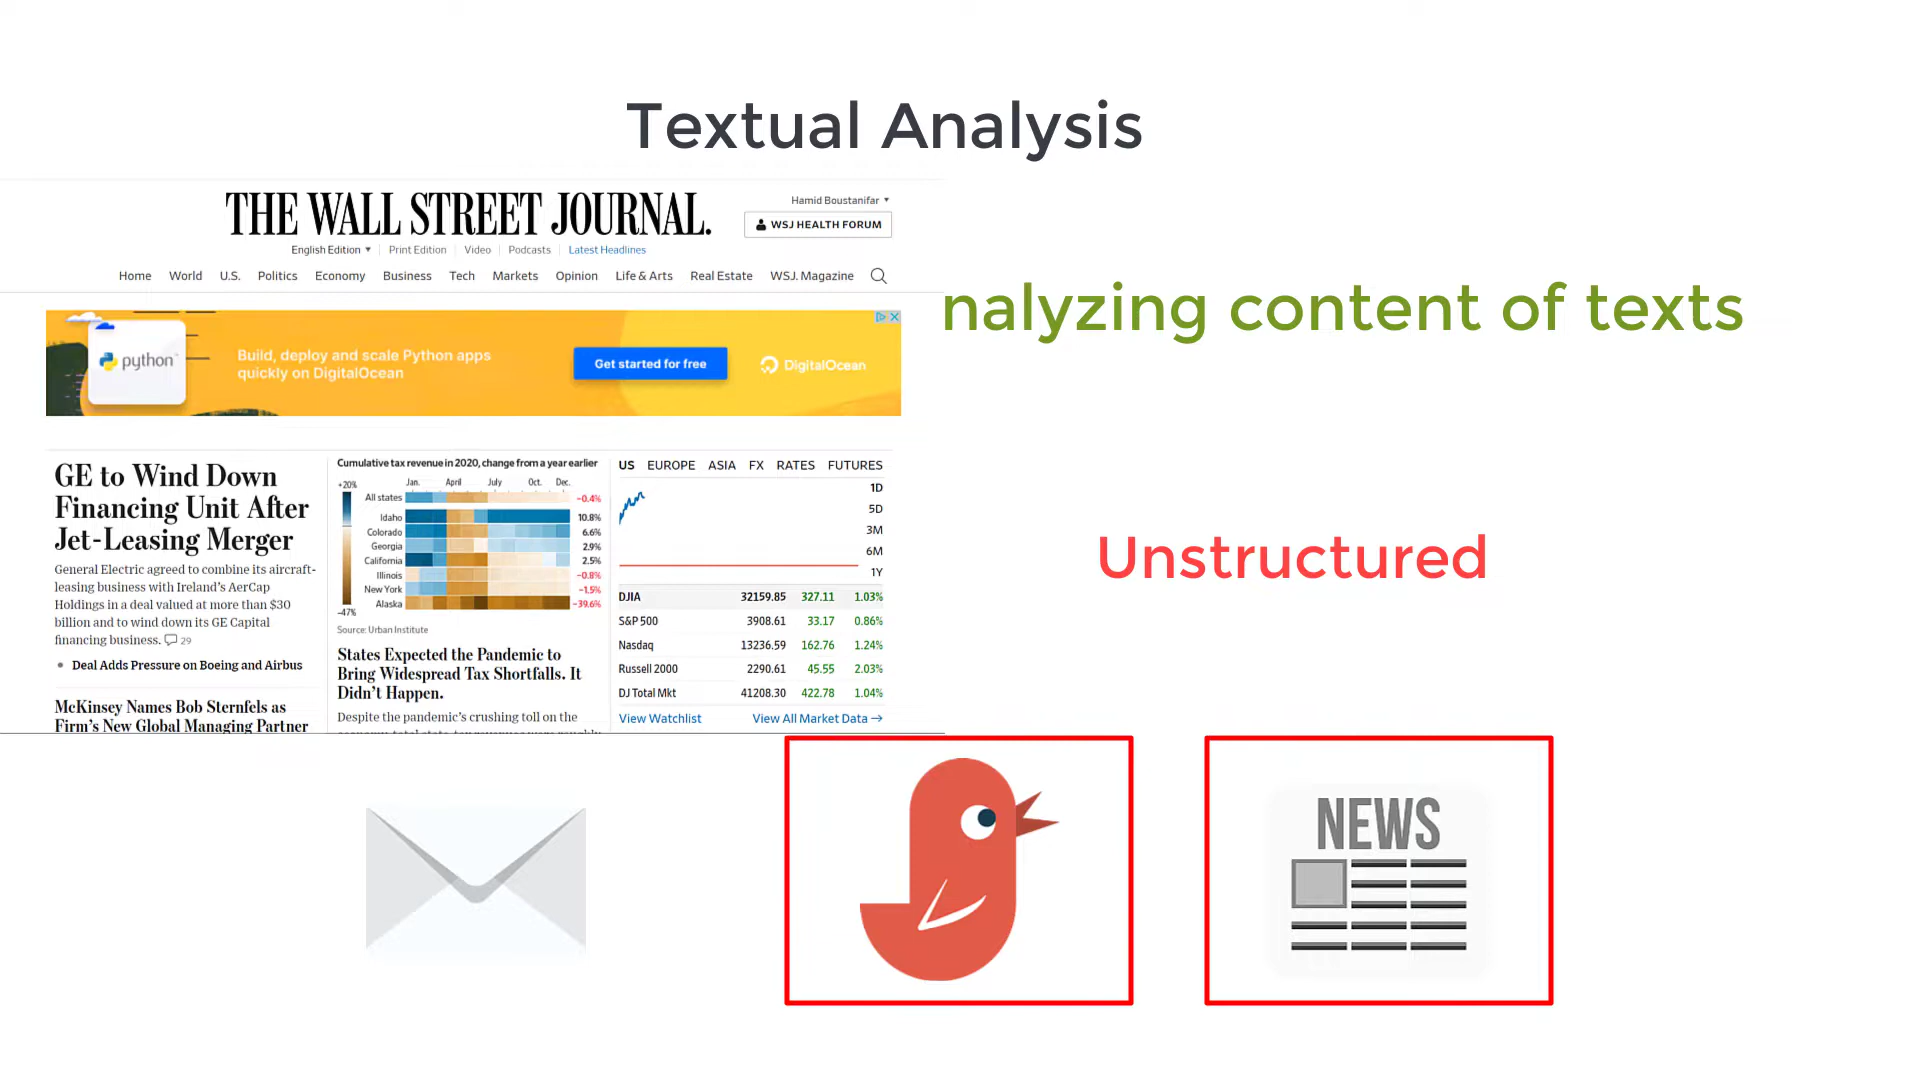 Textual Analysis
THE WALL STREET JOURNAL.
Hamid Boustanifar
WSJ HEALTH FORUM
English Edition Print Edition Video Podcasts Latest Headlines
Home World U.S. Politics Economy Business Tech Markets Opinion Life & Arts Real Estate WSJ. Magazine
nalyzing content of texts
python
Build, deploy and scale Python apps
quickly on DigitalOcean
Get started for free
DigitalOcean
GE to Wind Down
Financing Unit After
Jet-Leasing Merger
General Electric agreed to combine its aircraft-
leasing business with Ireland's AerCap
Holdings in a deal valued at more than $30
billion and to wind down its GE Capital
financing business. 29
Deal Adds Pressure on Boeing and Airbus
McKinsey Names Bob Sternfels as
Firm's New Global Managing Partner
Cumulative tax revenue in 2020, change from a year earlier
+20%
-47%
Jan. April July Oct. Dec.
All states -0.4%
Idaho 10.8%
Colorado 6.6%
Georgia 2.9%
California 2.5%
Illinois -0.8%
New York -1.5%
Alaska -39.6%
Source: Urban Institute
States Expected the Pandemic to
Bring Widespread Tax Shortfalls. It
Didn't Happen.
Despite the pandemic's crushing toll on the
US EUROPE ASIA FX RATES FUTURES
1D
5D
3M
6M
1Y
DJIA 32159.85 327.11 1.03%
S&P 500 3908.61 33.17 0.86%
Nasdaq 13236.59 162.76 1.24%
Russell 2000 2290.61 45.55 2.03%
DJ Total Mkt 41208.30 422.78 1.04%
View Watchlist View All Market Data →
Unstructured
NEWS